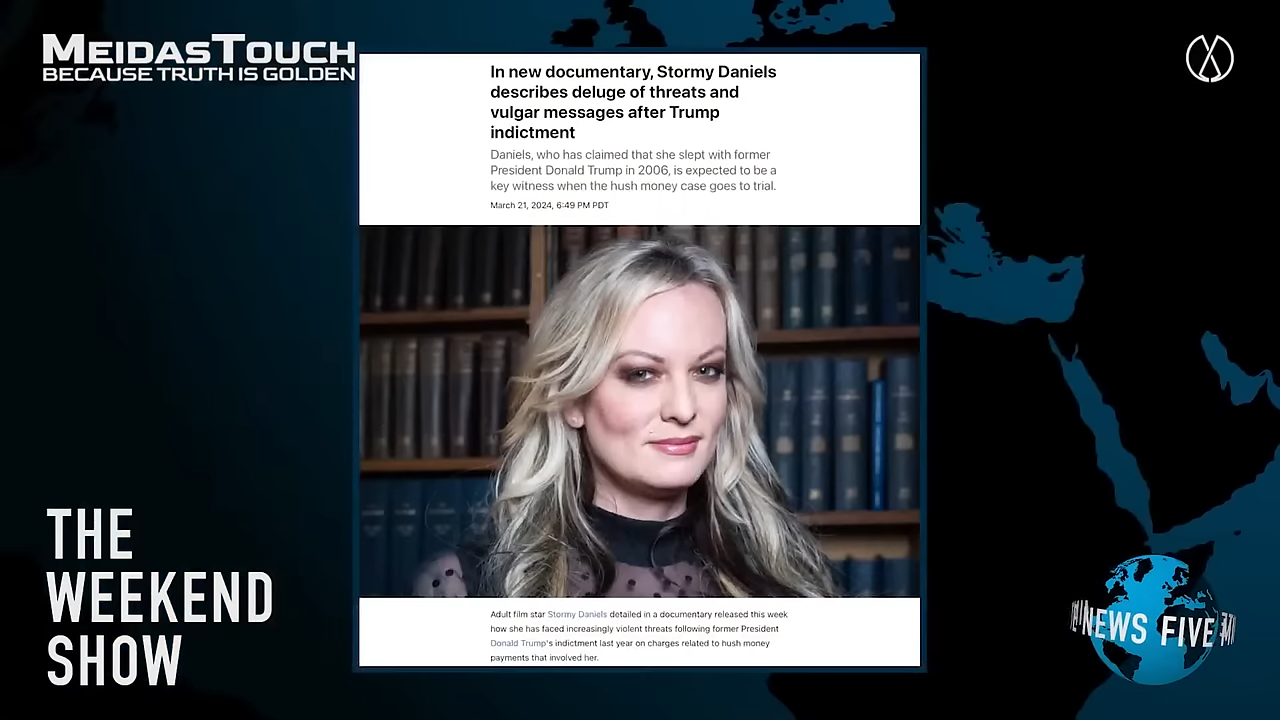 MEIDASTOUCH
BECAUSE TRUTH IS GOLDEN
In new documentary, Stormy Daniels
describes deluge of threats and
vulgar messages after Trump
indictment
Daniels, who has claimed that she slept with former
President Donald Trump in 2006, is expected to be a
key witness when the hush money case goes to trial.
March 21, 2024, 6:49 PM PDT
Adult film star Stormy Daniels detailed in a documentary released this week
how she has faced increasingly violent threats following former President
Donald Trump's indictment last year on charges related to hush money
payments that involved her.
THE
WEEKEND
SHOW
NEWS FIVE